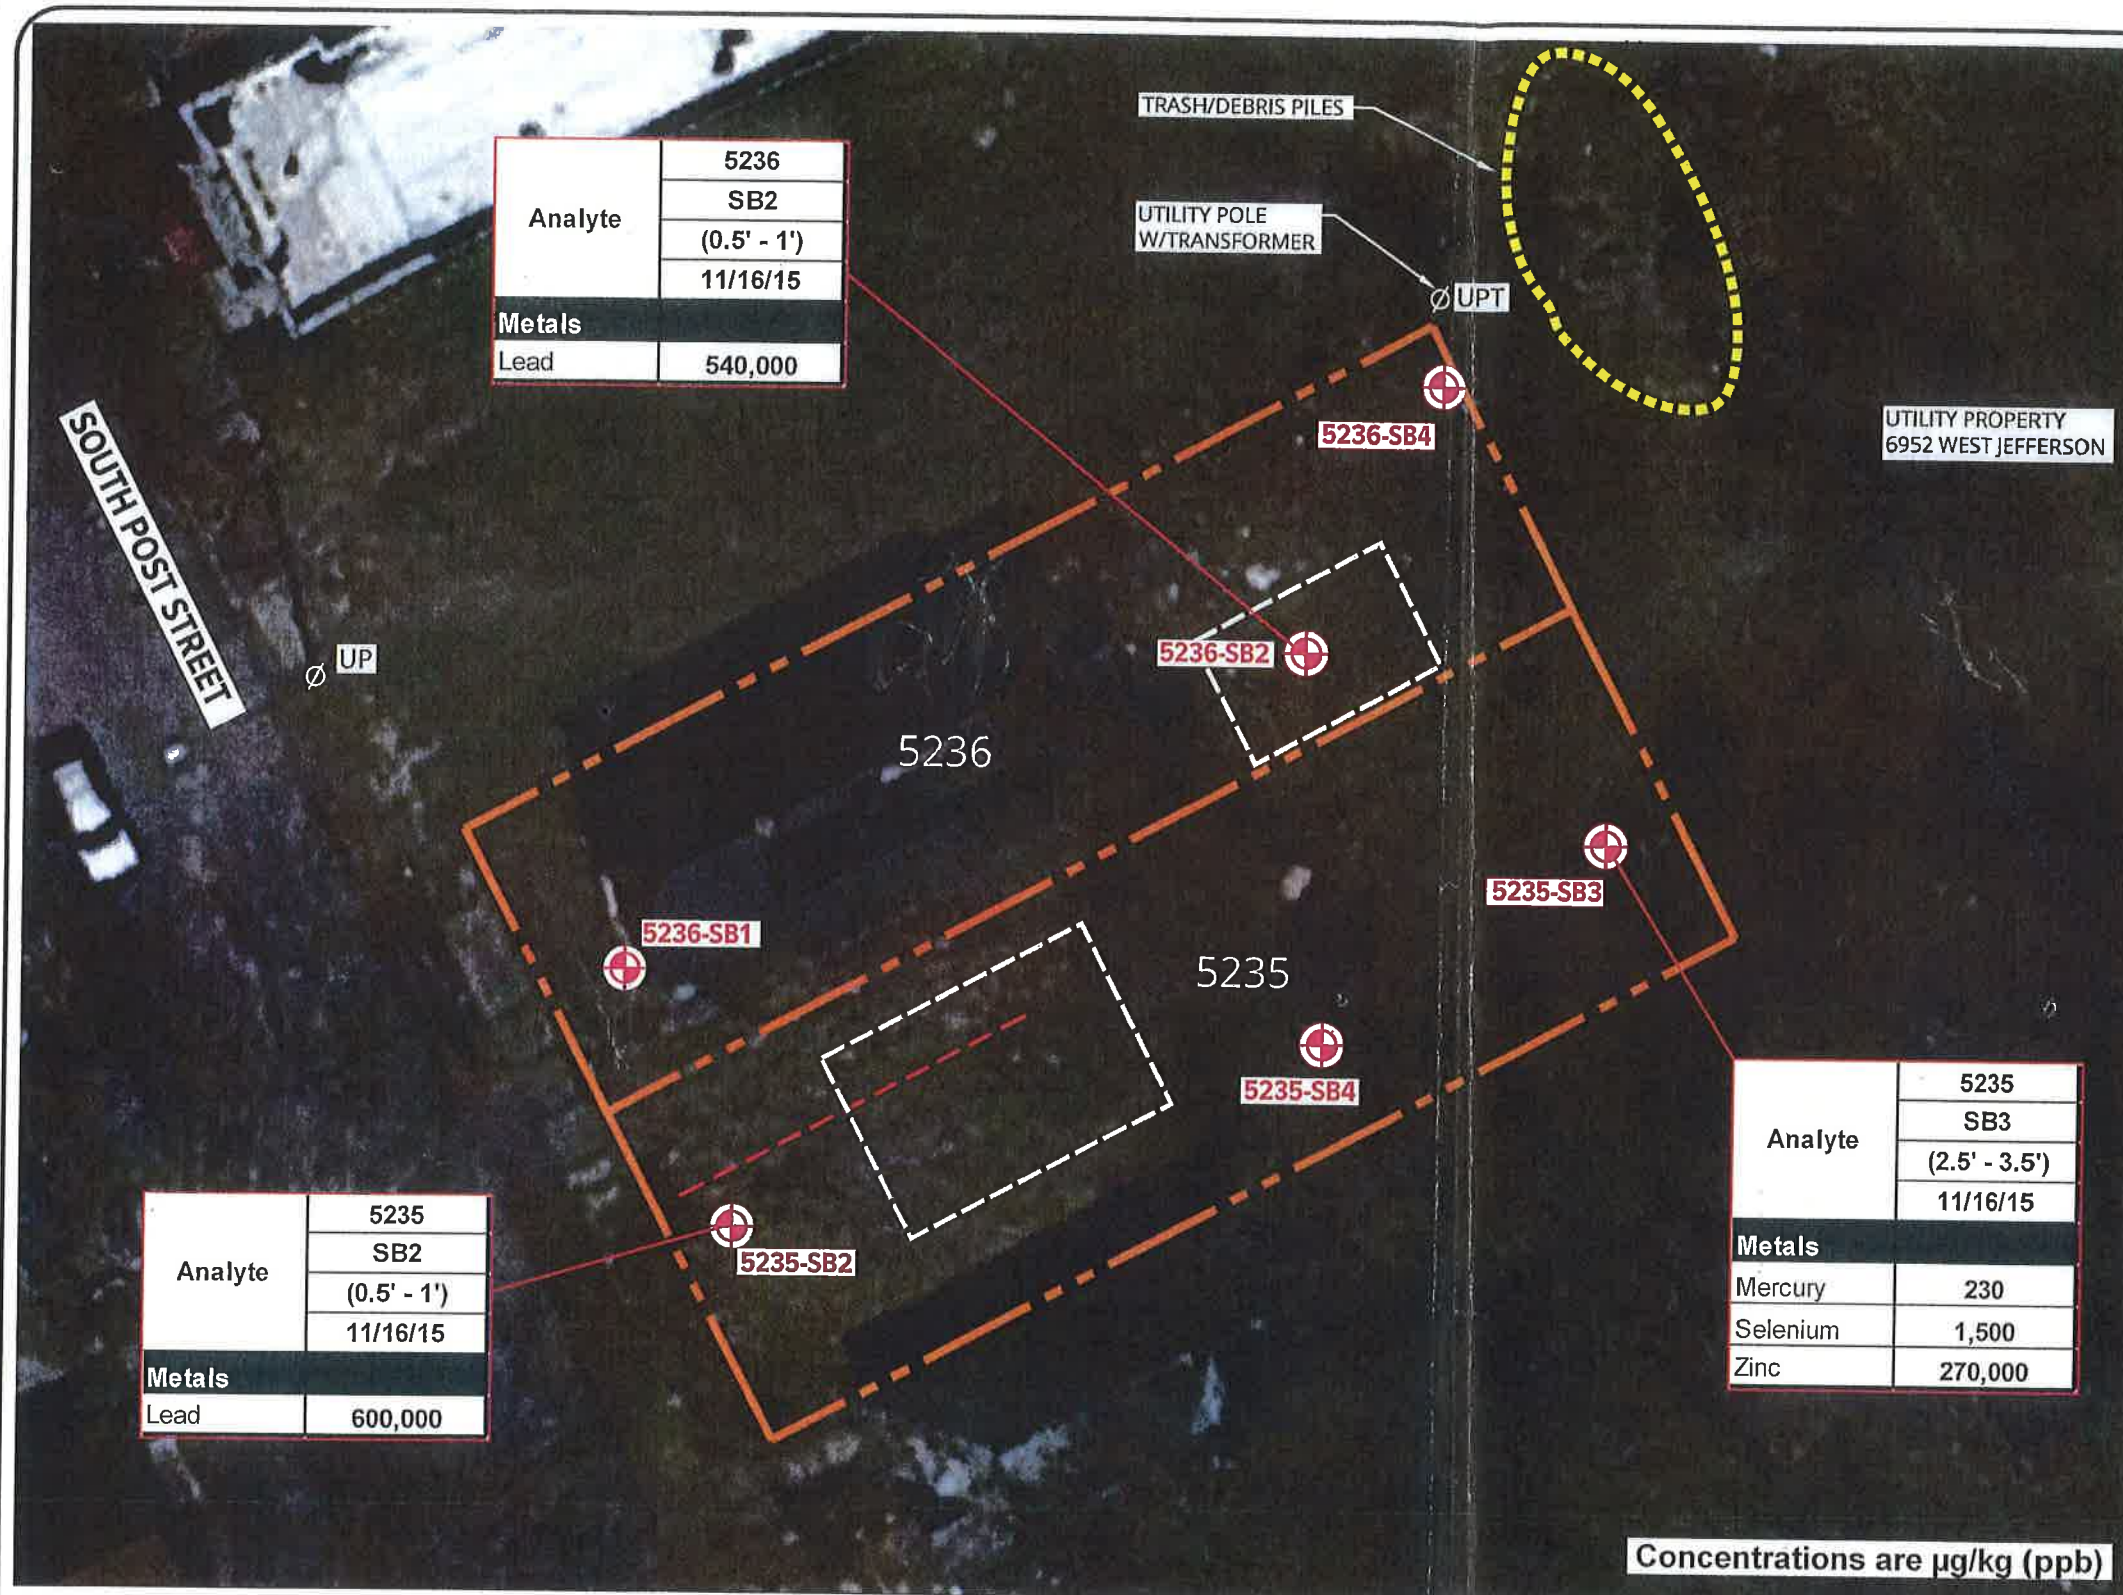 TRASH/DEBRIS PILES
UTILITY POLE
W/TRANSFORMER
Ø UPT
UTILITY PROPERTY
6952 WEST JEFFERSON
Analyte
5236
SB2
(0.5' - 1')
11/16/15
Metals
Lead 540,000
SOUTH POST STREET
Ø UP
5236-SB4
5236-SB2
5236
5236-SB1
5235-SB3
5235
5235-SB4
5235-SB2
Analyte
5235
SB3
(2.5' - 3.5')
11/16/15
Metals
Mercury 230
Selenium 1,500
Zinc 270,000
Analyte
5235
SB2
(0.5' - 1')
11/16/15
Metals
Lead 600,000
Concentrations are µg/kg (ppb)